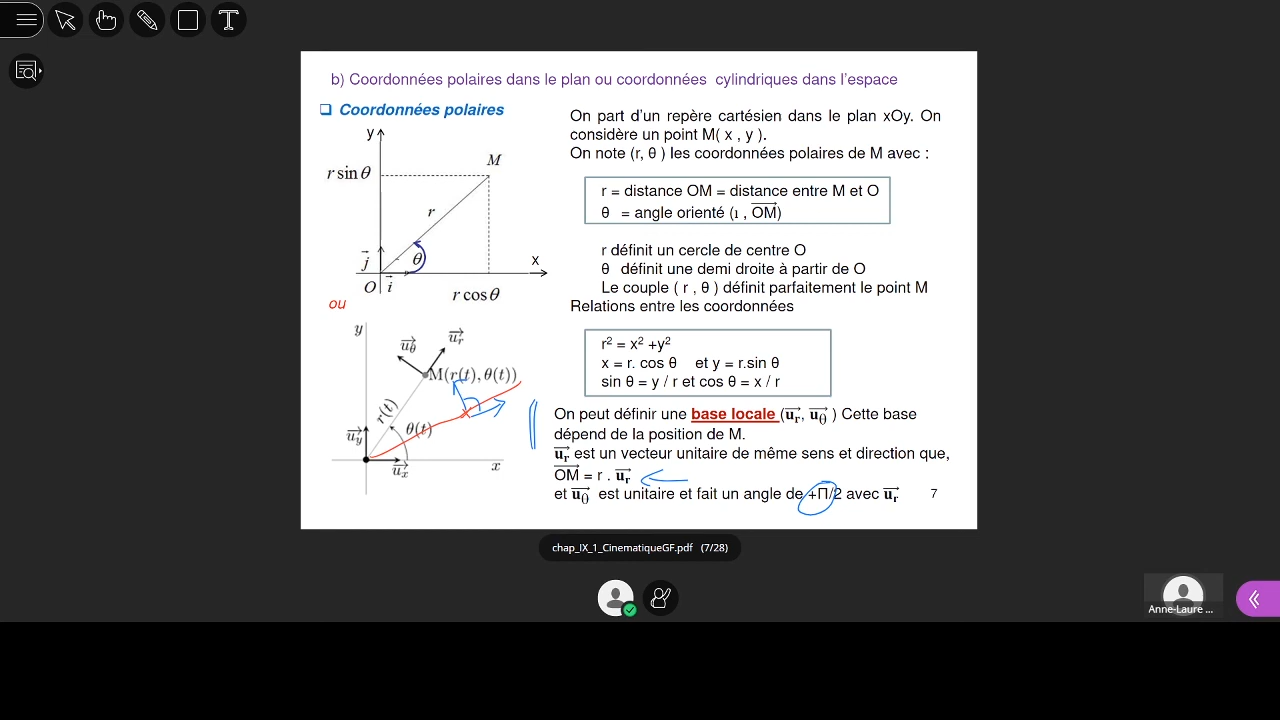 b) Coordonnées polaires dans le plan ou coordonnées cylindriques dans l'espace
❑ Coordonnées polaires
y
M
r sin θ
r
j
θ
x
O i
r cos θ
ou
y
uθ
ur
M(r(t), θ(t))
r(t)
θ(t)
uy
ux
x
On part d'un repère cartésien dans le plan xOy. On
considère un point M( x , y ).
On note (r, θ ) les coordonnées polaires de M avec :
r = distance OM = distance entre M et O
θ = angle orienté (ı , OM)
r définit un cercle de centre O
θ définit une demi droite à partir de O
Le couple ( r , θ ) définit parfaitement le point M
Relations entre les coordonnées
r² = x² +y²
x = r. cos θ et y = r.sin θ
sin θ = y / r et cos θ = x / r
On peut définir une base locale (ur, uθ ) Cette base
dépend de la position de M.
ur est un vecteur unitaire de même sens et direction que,
OM = r . ur
et uθ est unitaire et fait un angle de +Π/2 avec ur
7
chap_IX_1_CinematiqueGF.pdf (7/28)
Anne-Laure ...